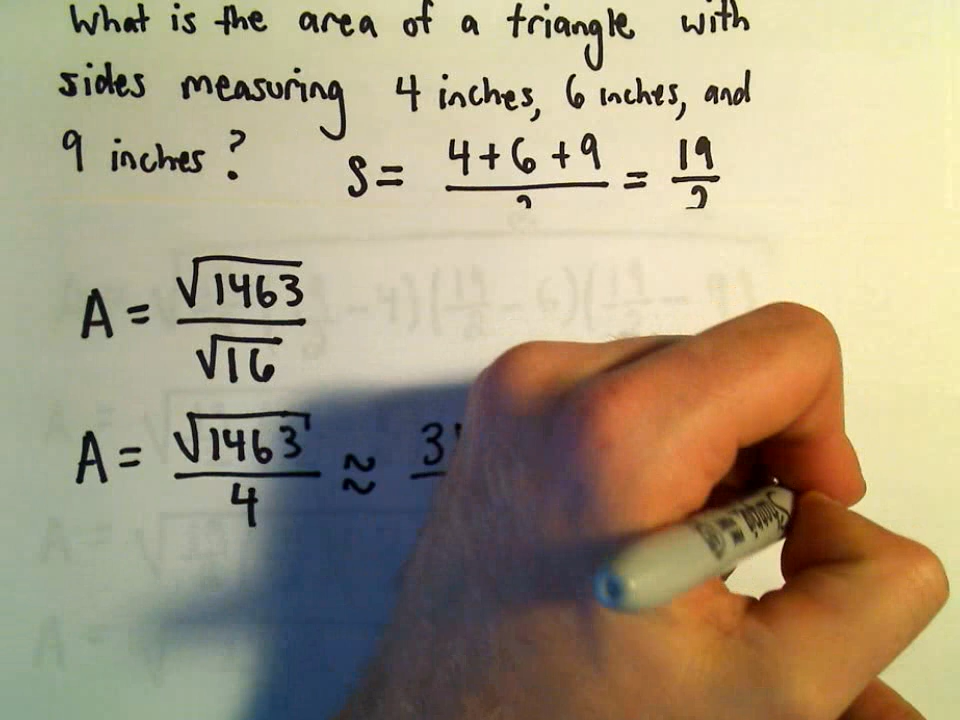 What is the area of a triangle with
sides measuring 4 inches, 6 inches, and
9 inches? S = (4+6+9)/2 = 19/2
A = √1463/√16
A = √1463/4 ≈ 3